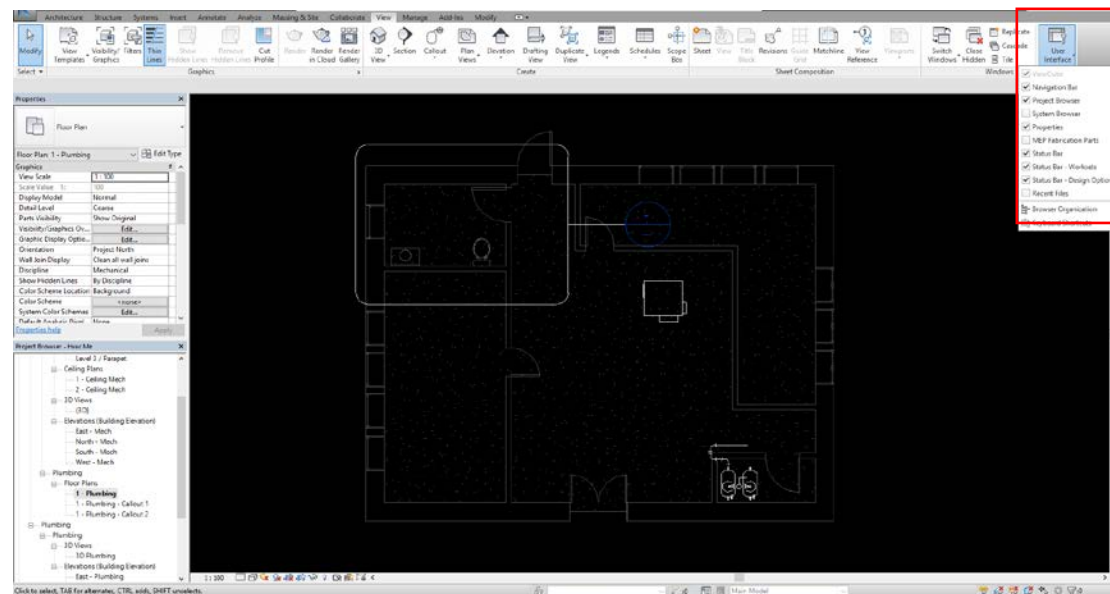 Architecture Structure Systems Insert Annotate Analyze Massing & Site Collaborate View Manage Add-Ins Modify
Modify View Templates Visibility/ Graphics Filters Thin Lines Show Hidden Lines Remove Hidden Lines Cut Profile Render Render in Cloud Render Gallery 3D View Section Callout Plan Views Elevation Drafting View Duplicate View Legends Schedules Scope Box Sheet View Title Block Revisions Guide Grid Matchline View Reference Viewports Switch Windows Close Hidden Replicate Cascade Tile User Interface
Select Graphics Create Sheet Composition Windows
ViewCube
Navigation Bar
Project Browser
System Browser
Properties
MEP Fabrication Parts
Status Bar
Status Bar - Worksets
Status Bar - Design Option
Recent Files
Browser Organization
Keyboard Shortcuts
Properties
Floor Plan
Floor Plan: 1 - Plumbing Edit Type
Graphics
View Scale 1 : 100
Scale Value 1: 100
Display Model Normal
Detail Level Coarse
Parts Visibility Show Original
Visibility/Graphics Ov... Edit...
Graphic Display Optio... Edit...
Orientation Project North
Wall Join Display Clean all wall joins
Discipline Mechanical
Show Hidden Lines By Discipline
Color Scheme Location Background
Color Scheme <none>
System Color Schemes Edit...
None
Properties help Apply
Project Browser -
Level 3 / Parapet
Ceiling Plans
1 - Ceiling Mech
2 - Ceiling Mech
3D Views
{3D}
Elevations (Building Elevation)
East - Mech
North - Mech
South - Mech
West - Mech
Plumbing
Floor Plans
1 - Plumbing
1 - Plumbing - Callout 1
1 - Plumbing - Callout 2
Plumbing
Plumbing
3D Views
3D Plumbing
Elevations (Building Elevation)
East - Plumbing
1 : 100
Click to select, TAB for alternates, CTRL adds, SHIFT unselects.
Main Model